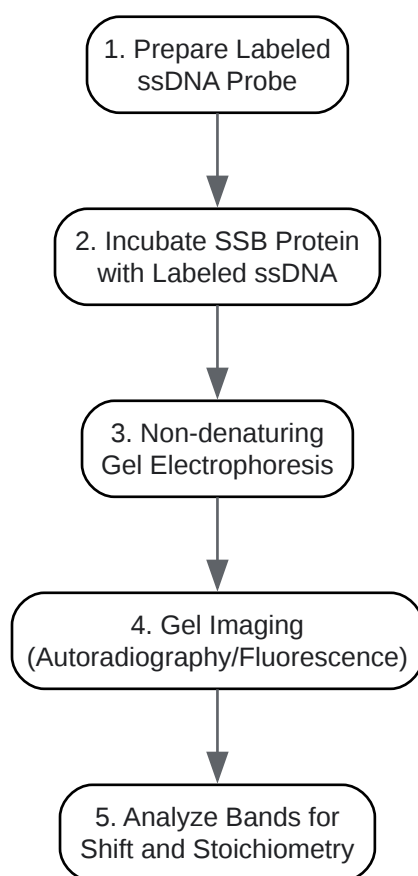 1. Prepare Labeled
ssDNA Probe
2. Incubate SSB Protein
with Labeled ssDNA
3. Non-denaturing
Gel Electrophoresis
4. Gel Imaging
(Autoradiography/Fluorescence)
5. Analyze Bands for
Shift and Stoichiometry